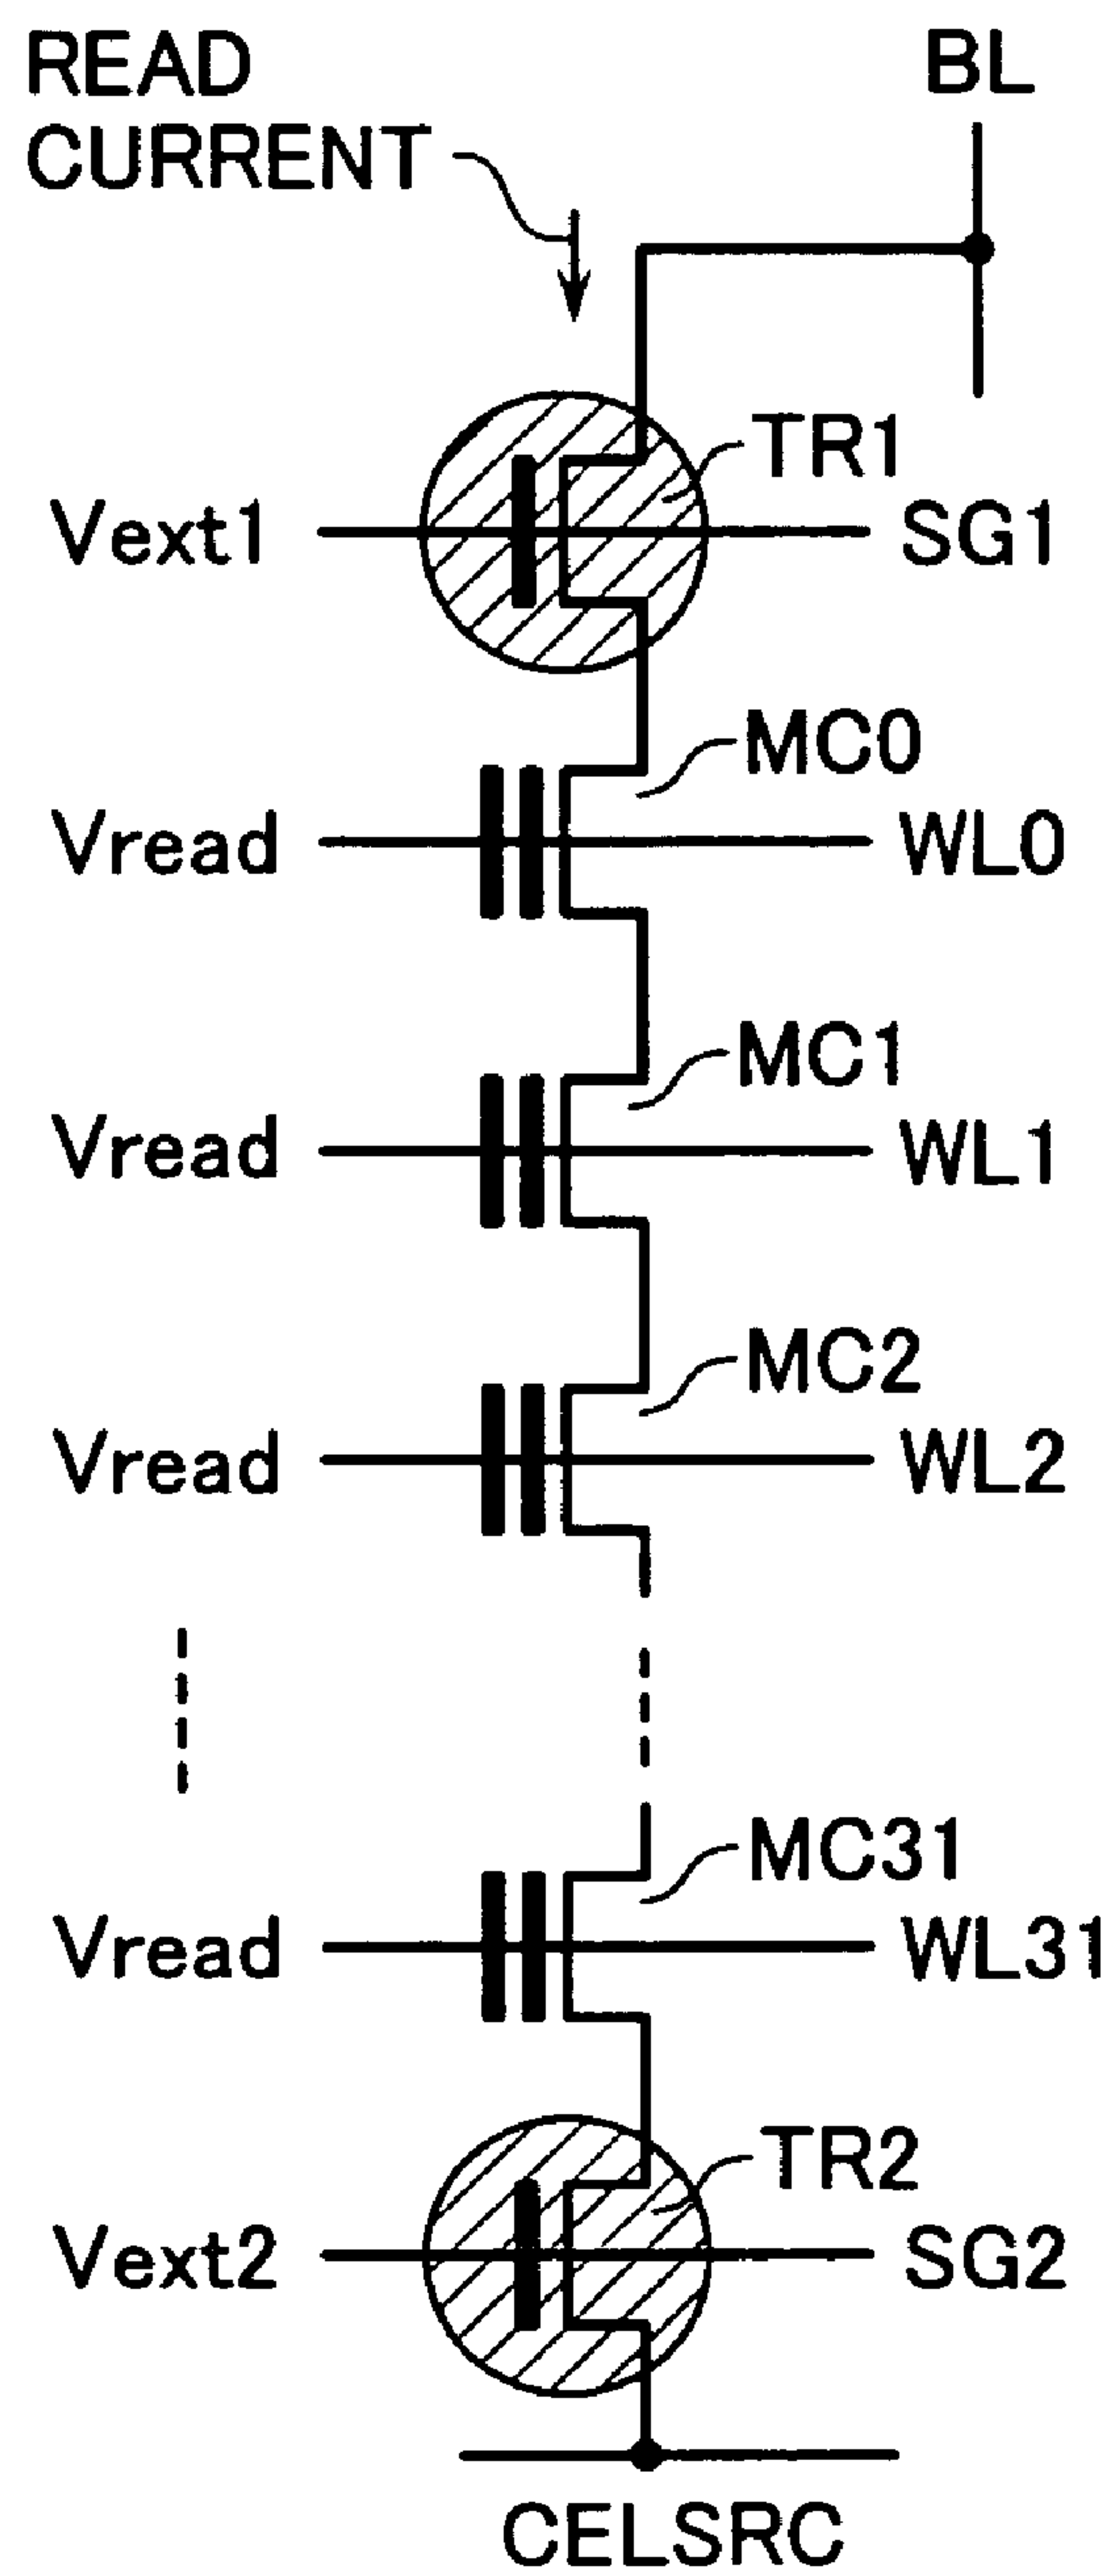 READ
CURRENT
BL
TR1
Vext1
SG1
MC0
Vread
WL0
MC1
Vread
WL1
MC2
Vread
WL2
MC31
Vread
WL31
TR2
Vext2
SG2
CELSRC